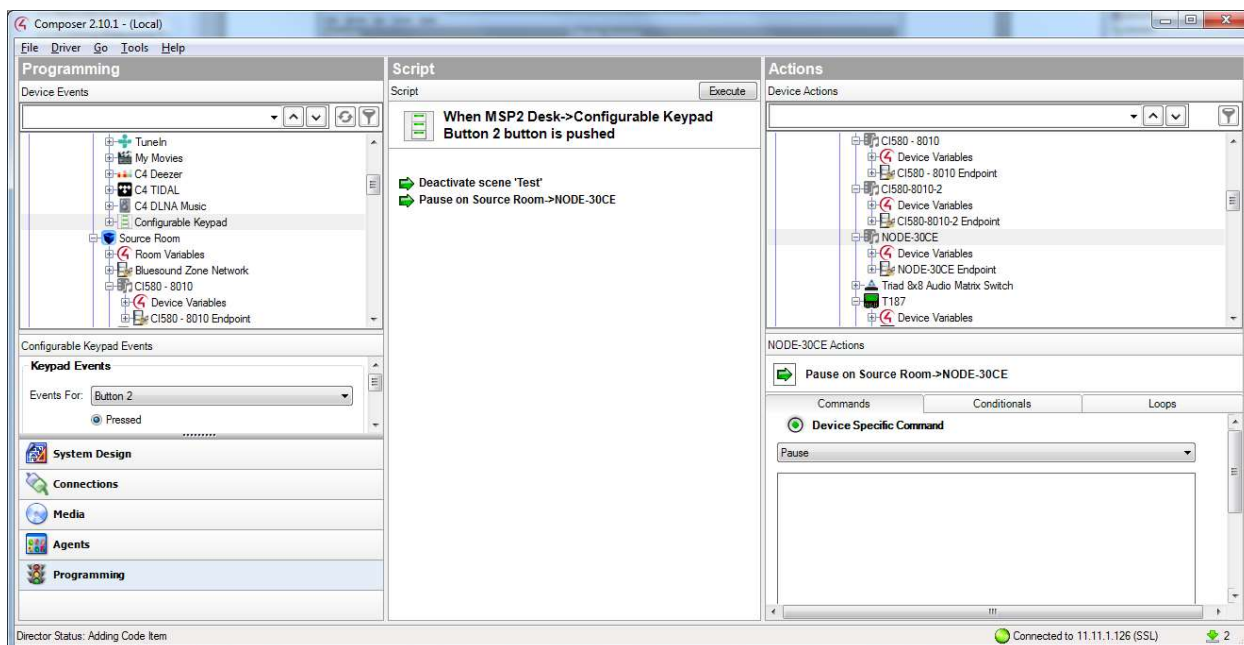 Composer 2.10.1 - (Local)
File Driver Go Tools Help
Programming
Device Events
TuneIn
My Movies
C4 Deezer
C4 TIDAL
C4 DLNA Music
Configurable Keypad
Source Room
Room Variables
Bluesound Zone Network
CI580 - 8010
Device Variables
CI580 - 8010 Endpoint
Configurable Keypad Events
Keypad Events
Events For: Button 2
Pressed
System Design
Connections
Media
Agents
Programming
Script
Script Execute
When MSP2 Desk->Configurable Keypad
Button 2 button is pushed
Deactivate scene 'Test'
Pause on Source Room->NODE-30CE
Actions
Device Actions
CI580 - 8010
Device Variables
CI580 - 8010 Endpoint
CI580-8010-2
Device Variables
CI580-8010-2 Endpoint
NODE-30CE
Device Variables
NODE-30CE Endpoint
Triad 8x8 Audio Matrix Switch
T187
Device Variables
NODE-30CE Actions
Pause on Source Room->NODE-30CE
Commands Conditionals Loops
Device Specific Command
Pause
Director Status: Adding Code Item
Connected to 11.11.1.126 (SSL) 2